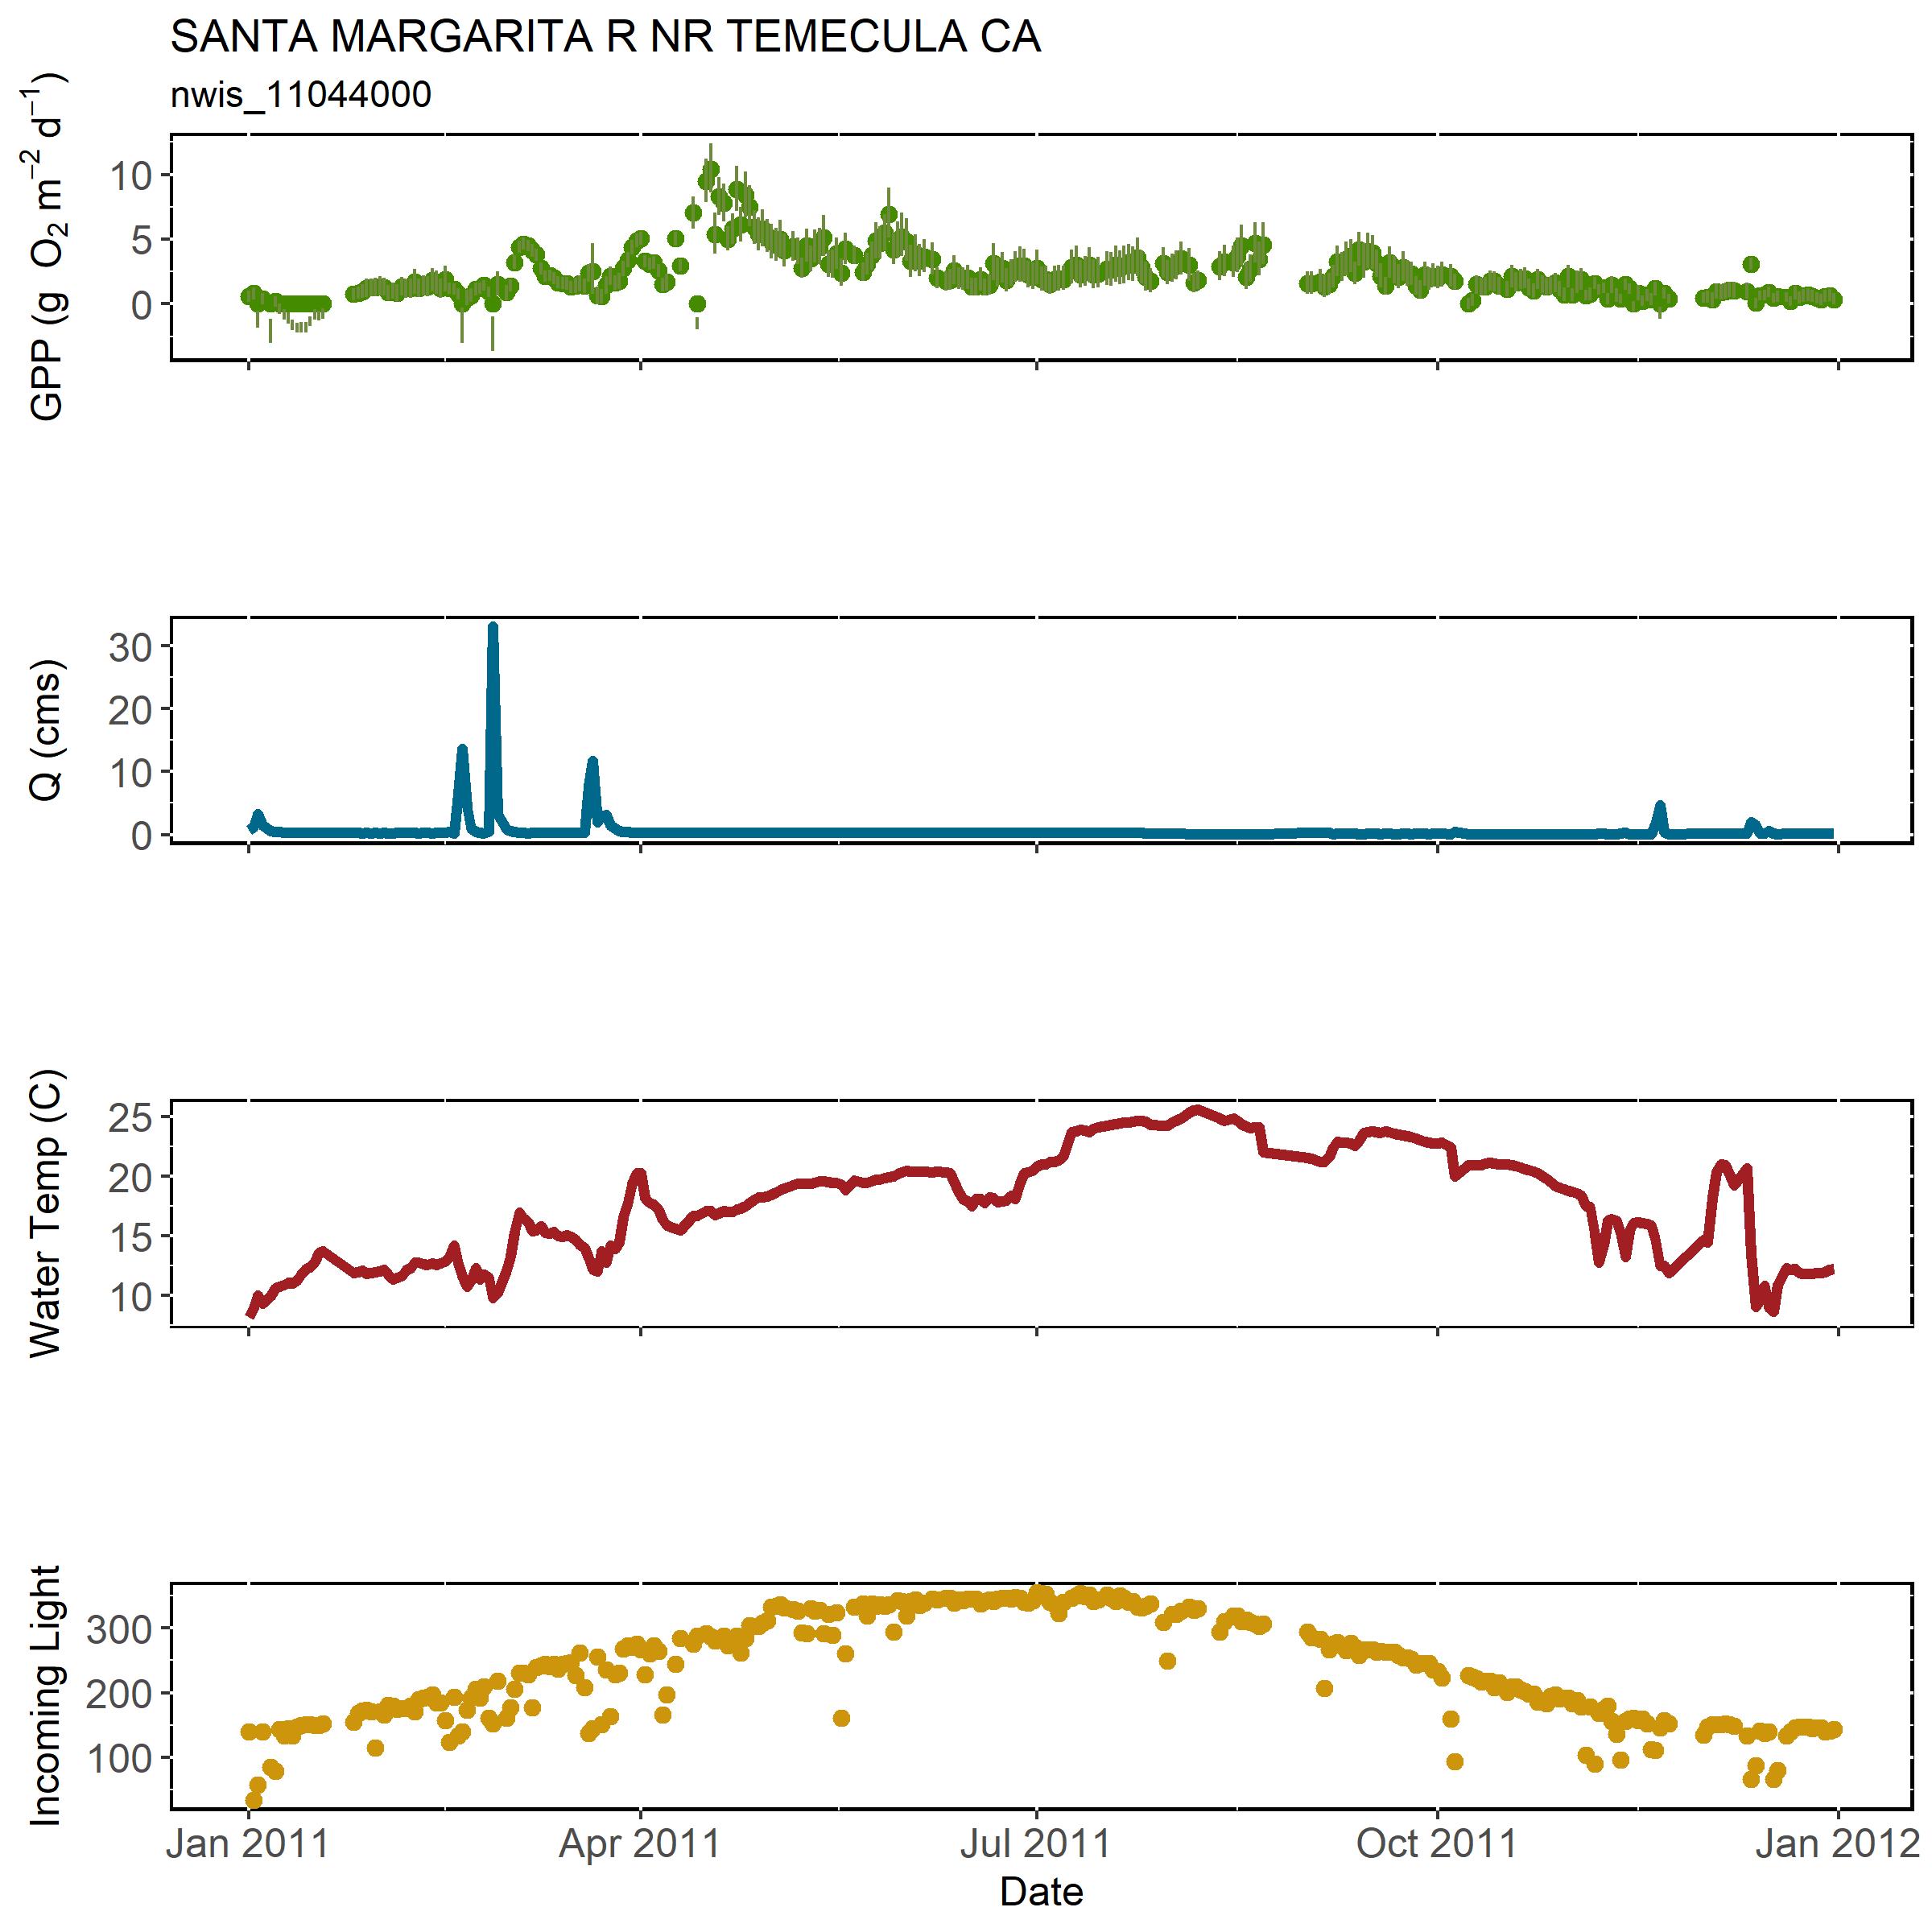 SANTA MARGARITA R NR TEMECULA CA
nwis_11044000
GPP (g O₂ m⁻² d⁻¹)
10
5
0
Q (cms)
30
20
10
0
Water Temp (C)
25
20
15
10
Incoming Light
300
200
100
Jan 2011 Apr 2011 Jul 2011 Oct 2011 Jan 2012
Date